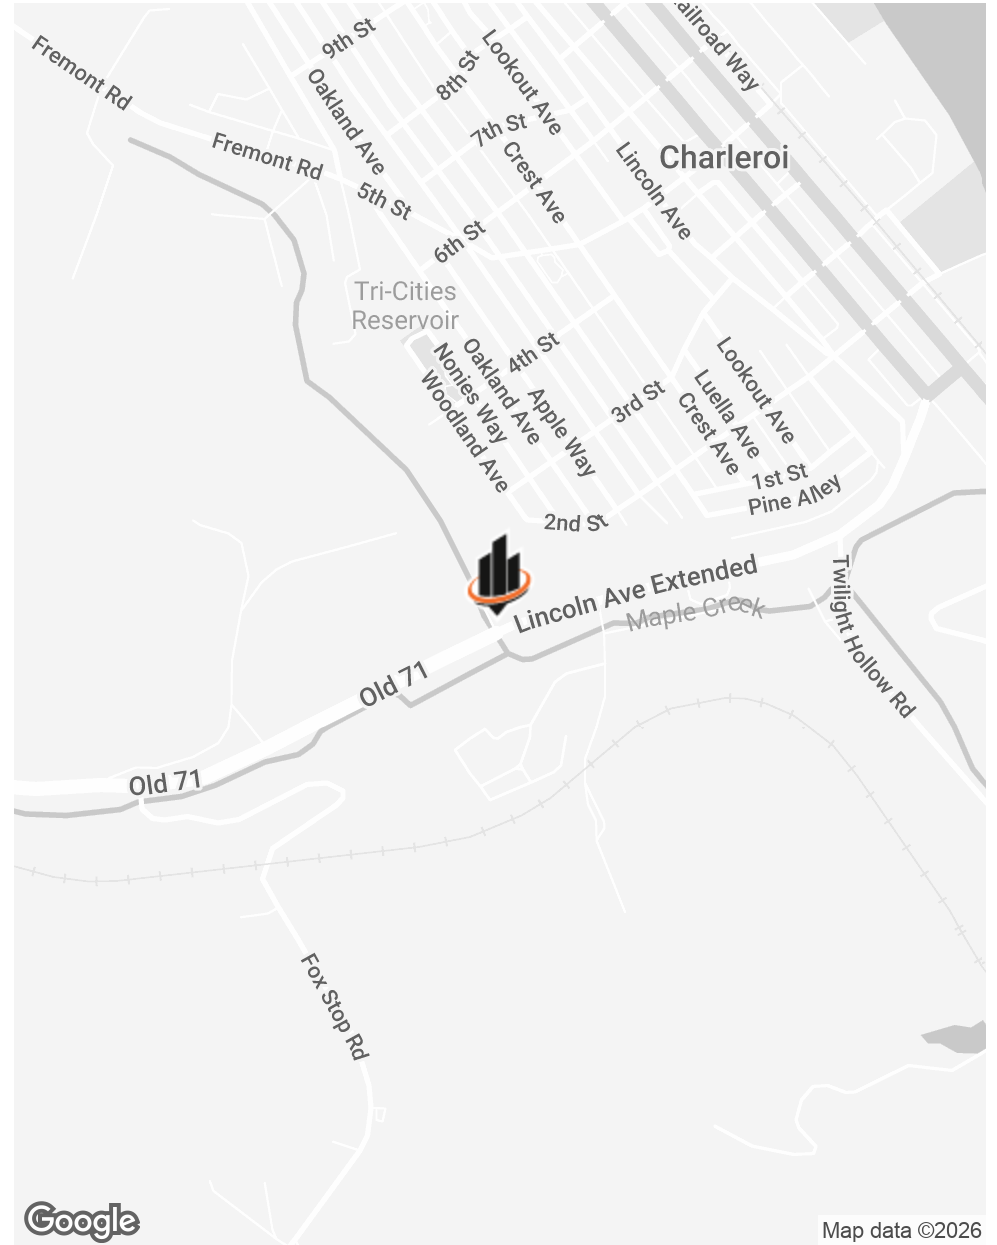 9th St
Lookout Ave
ailroad Way
Fremont Rd
8th St
Oakland Ave
7th St
Fremont Rd
Charleroi
Crest Ave
Lincoln Ave
5th St
6th St
Tri-Cities
Reservoir
4th St
Oakland Ave
Nonies Way
Woodland Ave
Apple Way
3rd St
Lookout Ave
Luella Ave
Crest Ave
1st St
Pine Alley
2nd St
Lincoln Ave Extended
Maple Creek
Twilight Hollow Rd
Old 71
Old 71
Fox Stop Rd
Google
Map data ©2026